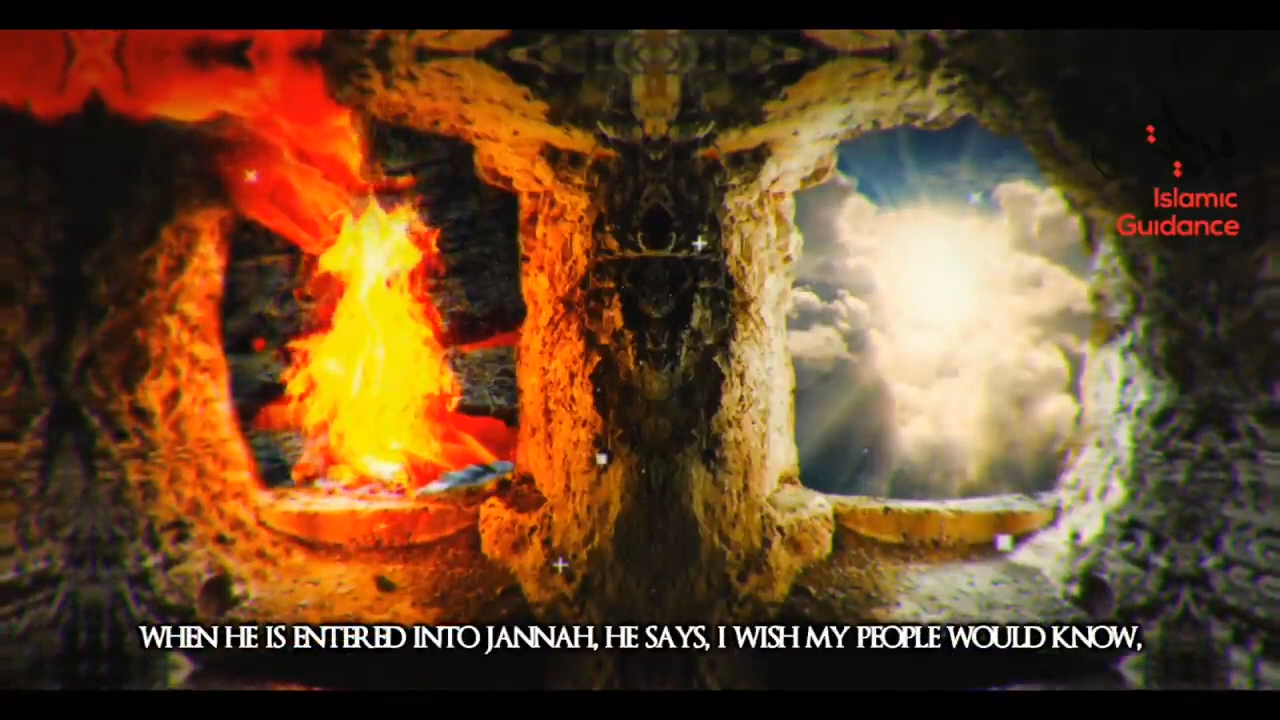 Islamic
Guidance
WHEN HE IS ENTERED INTO JANNAH, HE SAYS, I WISH MY PEOPLE WOULD KNOW,